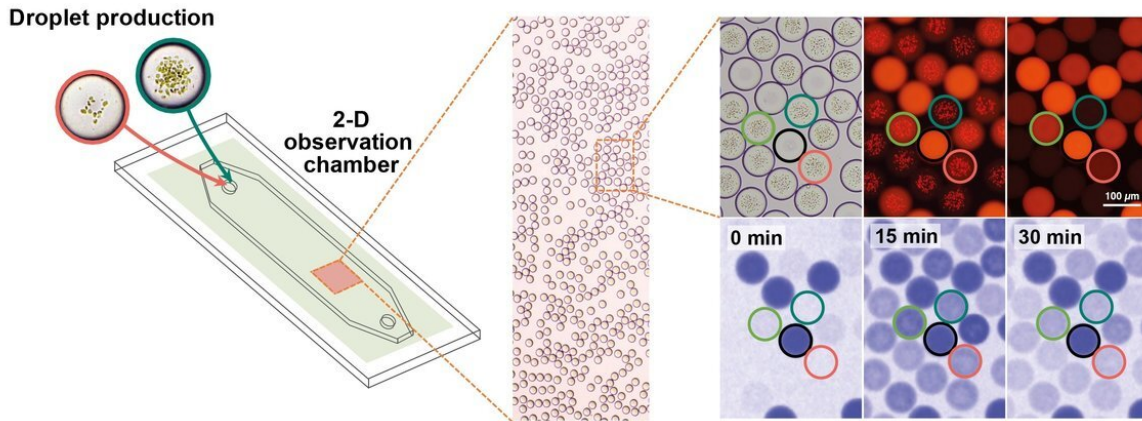 Droplet production
2-D
observation
chamber
100 µm
0 min
15 min
30 min